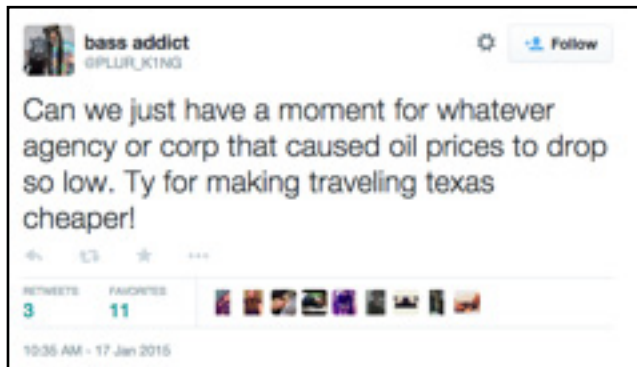 bass addict
@PLUR_K1NG
Follow
Can we just have a moment for whatever
agency or corp that caused oil prices to drop
so low. Ty for making traveling texas
cheaper!
RETWEETS FAVORITES
3 11
10:35 AM - 17 Jan 2015